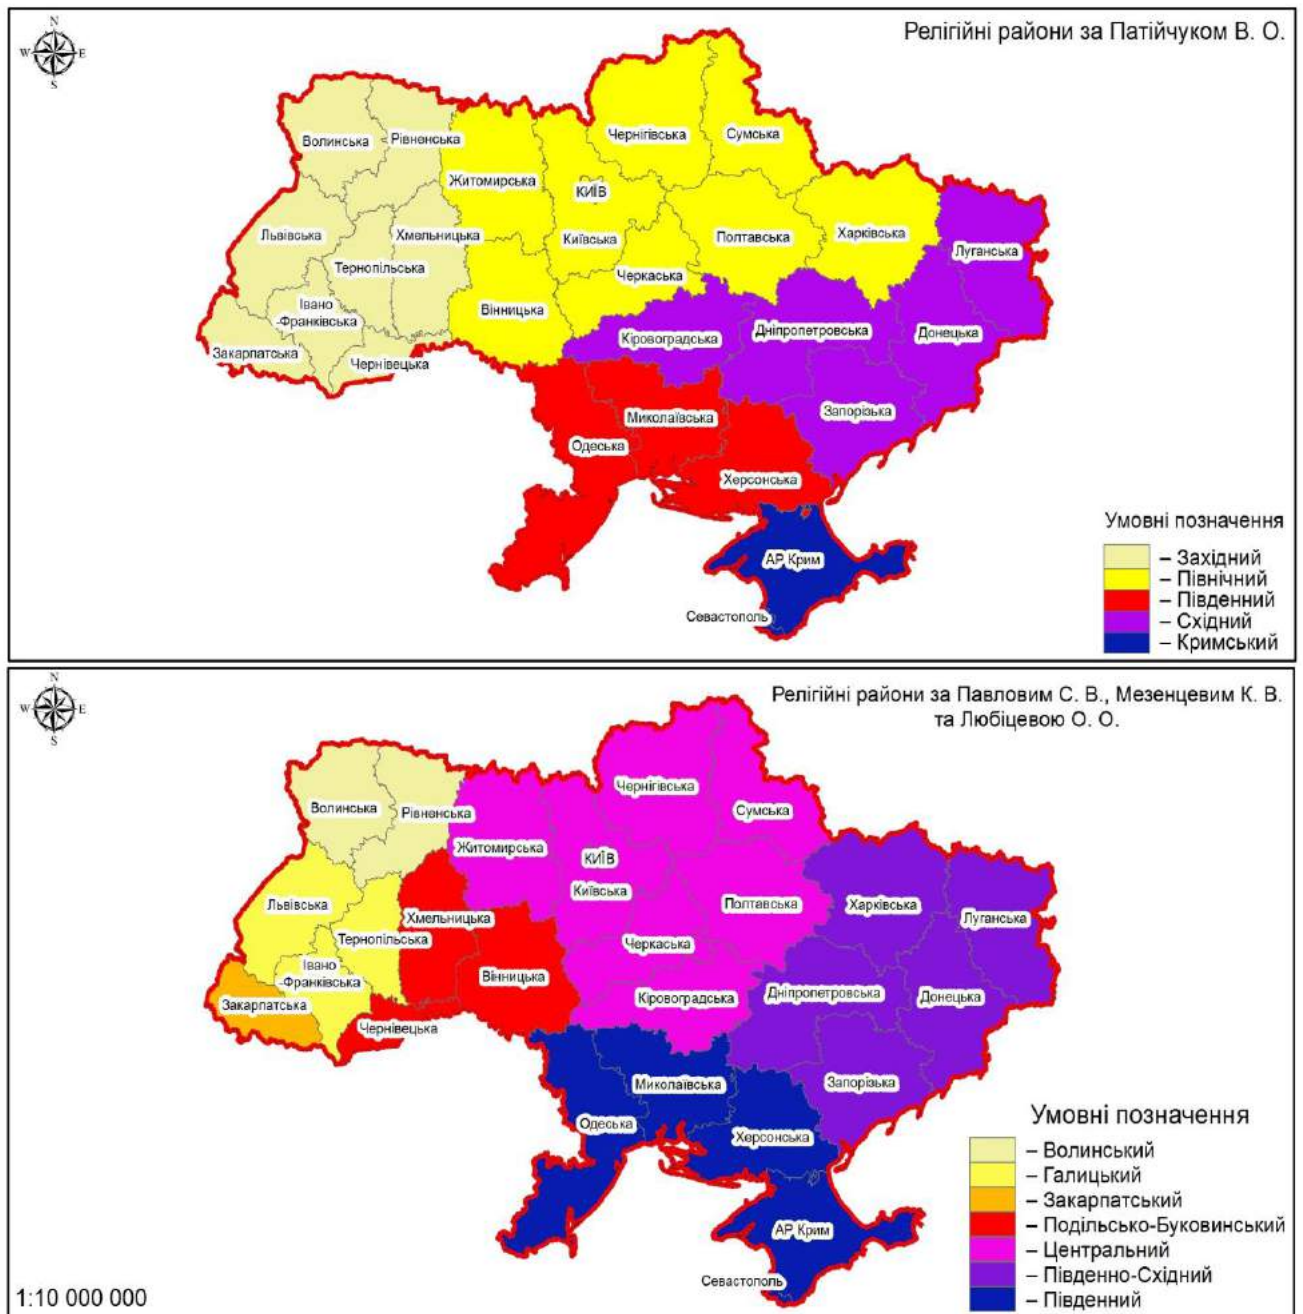 Релігійні райони за Патійчуком В. О.
N
W E
S
Волинська
Рівненська
Чернігівська
Сумська
Житомирська
КИЇВ
Львівська
Хмельницька
Київська
Полтавська
Харківська
Луганська
Тернопільська
Черкаська
Івано
-Франківська
Вінницька
Кіровоградська
Дніпропетровська
Донецька
Закарпатська
Чернівецька
Запорізька
Миколаївська
Одеська
Херсонська
АР Крим
Севастополь
Умовні позначення
– Західний
– Північний
– Південний
– Східний
– Кримський
N
W E
S
Релігійні райони за Павловим С. В., Мезенцевим К. В.
та Любіцевою О. О.
Волинська
Рівненська
Чернігівська
Сумська
Житомирська
КИЇВ
Київська
Львівська
Хмельницька
Полтавська
Харківська
Луганська
Тернопільська
Черкаська
Івано
-Франківська
Вінницька
Кіровоградська
Дніпропетровська
Донецька
Закарпатська
Чернівецька
Запорізька
Миколаївська
Одеська
Херсонська
АР Крим
Севастополь
Умовні позначення
– Волинський
– Галицький
– Закарпатський
– Подільсько-Буковинський
– Центральний
– Південно-Східний
– Південний
1:10 000 000